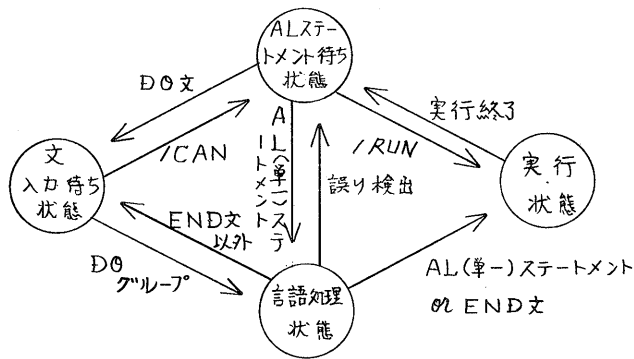 ALステー
トメント待ち
状態
DO文
/CAN
AL(単一)ステ
ートメント
/RUN
実行終了
誤り検出
文
入力待ち
状態
実行
状態
END文
以外
DO
グループ
言語処理
状態
AL(単一)ステートメント
or END文